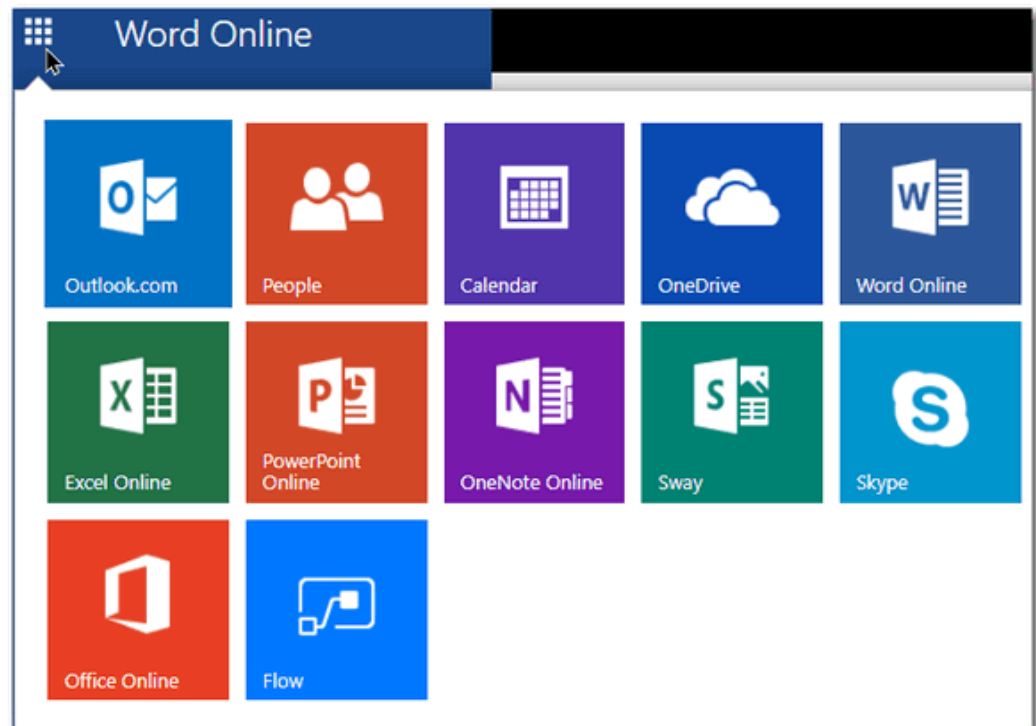 Word Online
O
W
Outlook.com
People
Calendar
OneDrive
Word Online
X
P
N
S
S
Excel Online
PowerPoint
Online
OneNote Online
Sway
Skype
Office Online
Flow